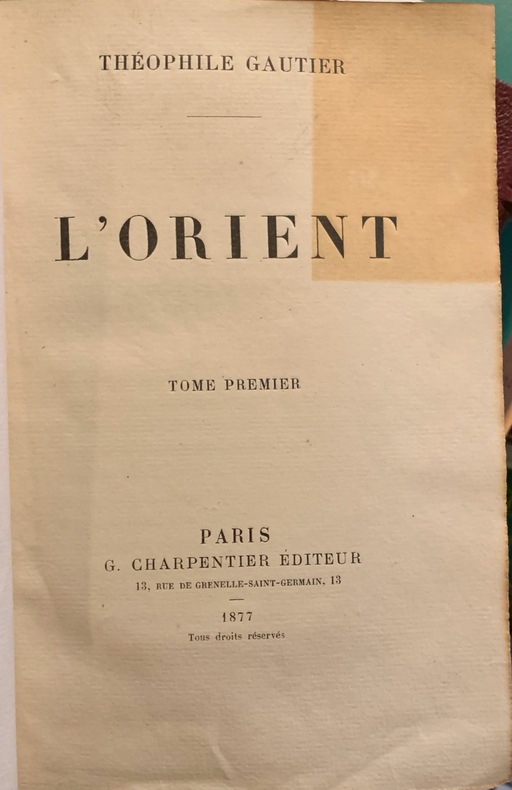 THÉOPHILE GAUTIER
L’ORIENT
TOME PREMIER
PARIS
G. CHARPENTIER ÉDITEUR
13, RUE DE GRENELLE-SAINT-GERMAIN, 13
1877
Tous droits réservés